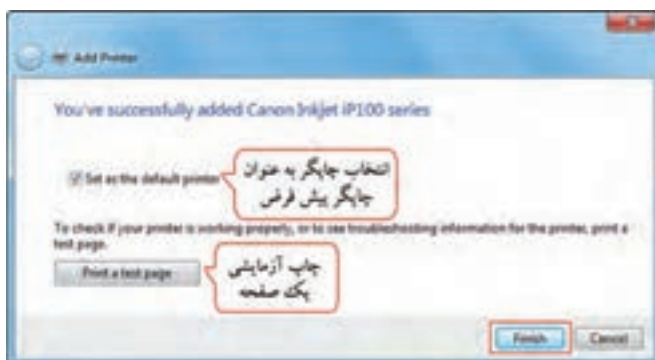 Add Printer
You've successfully added Canon Inkjet iP100 series
Set as the default printer
انتخاب چاپگر به عنوان
چاپگر پیش فرض
To check if your printer is working properly, or to see troubleshooting information for the printer, print a
test page.
Print a test page
چاپ آزمایشی
یک صفحه
Finish
Cancel